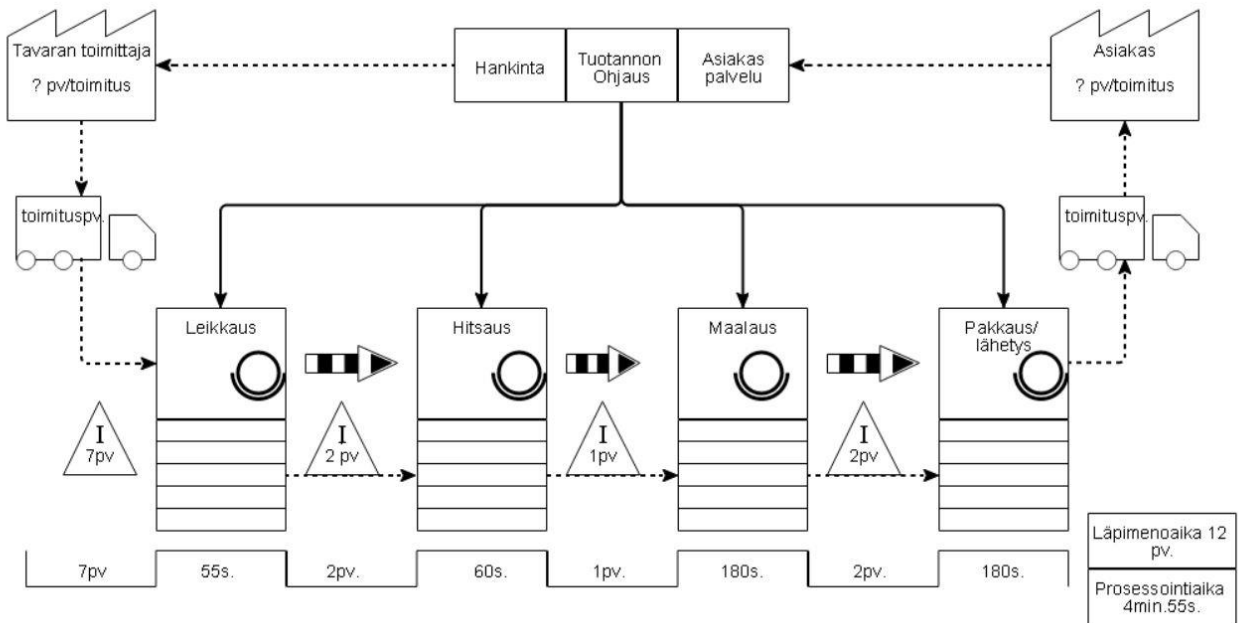 Tavaran toimittaja
? pv/toimitus
Hankinta
Tuotannon
Ohjaus
Asiakas
palvelu
Asiakas
? pv/toimitus
toimituspv.
toimituspv.
Leikkaus
Hitsaus
Maalaus
Pakkaus/
lähetys
I
7pv
I
2 pv
I
1pv
I
2pv
7pv
55s.
2pv.
60s.
1pv.
180s.
2pv.
180s.
Läpimenoaika 12
pv.
Prosessointiaika
4min.55s.